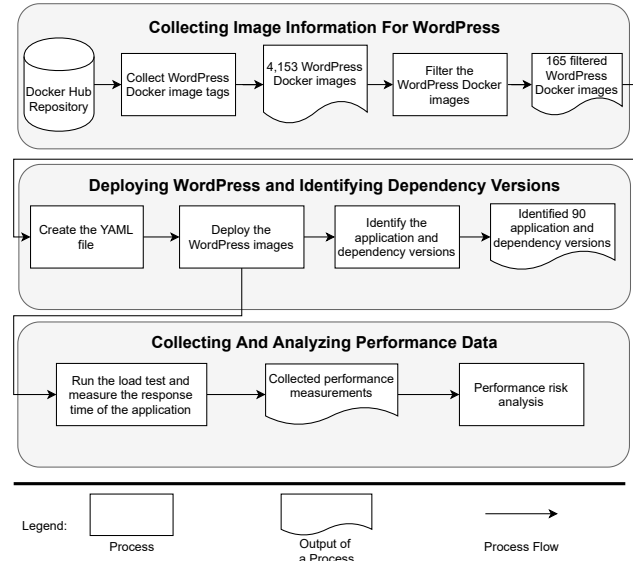 Collecting Image Information For WordPress
Docker Hub
Repository
Collect WordPress
Docker image tags
4,153 WordPress
Docker images
Filter the
WordPress Docker
images
165 filtered
WordPress
Docker images
Deploying WordPress and Identifying Dependency Versions
Create the YAML
file
Deploy the
WordPress images
Identify the
application and
dependency versions
Identified 90
application and
dependency versions
Collecting And Analyzing Performance Data
Run the load test and
measure the response
time of the application
Collected performance
measurements
Performance risk
analysis
Legend:
Process
Output of
a Process
Process Flow